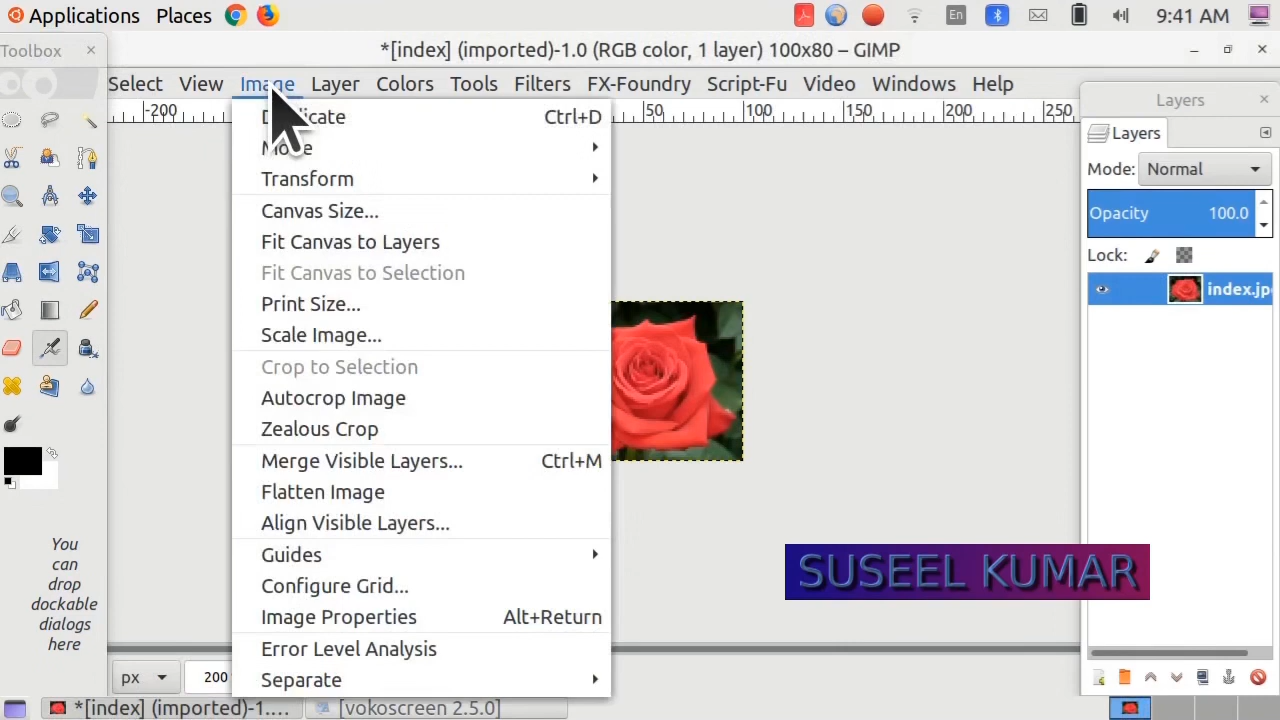 Applications Places En 9:41 AM
Toolbox
*[index] (imported)-1.0 (RGB color, 1 layer) 100x80 – GIMP
Select View Image Layer Colors Tools Filters FX-Foundry Script-Fu Video Windows Help
-200 50 100 150 200 250
Duplicate Ctrl+D
Mode
Transform
Canvas Size...
Fit Canvas to Layers
Fit Canvas to Selection
Print Size...
Scale Image...
Crop to Selection
Autocrop Image
Zealous Crop
Merge Visible Layers... Ctrl+M
Flatten Image
Align Visible Layers...
Guides
Configure Grid...
Image Properties Alt+Return
Error Level Analysis
Separate
Layers
Layers
Mode: Normal
Opacity 100.0
Lock:
index.jp
You
can
drop
dockable
dialogs
here
SUSEEL KUMAR
px 200
*[index] (imported)-1.... [vokoscreen 2.5.0]